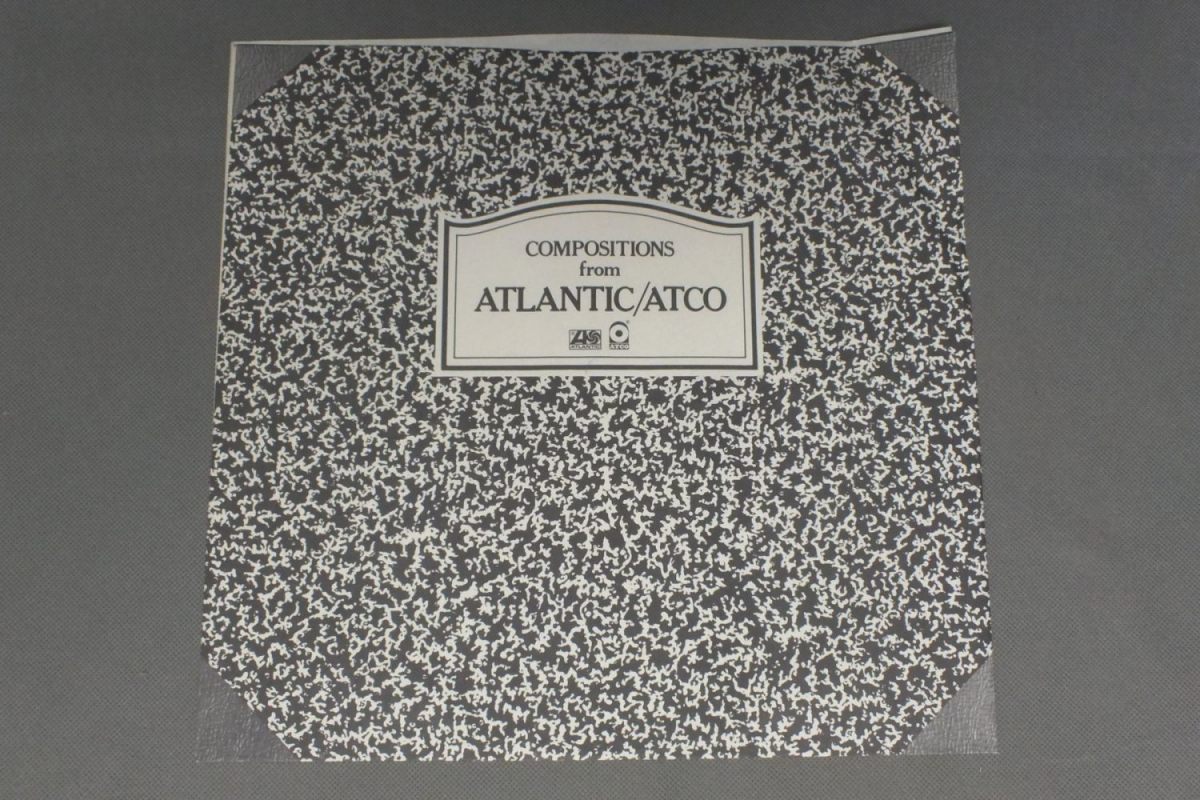 COMPOSITIONS
from
ATLANTIC/ATCO
ATLANTIC ATCO